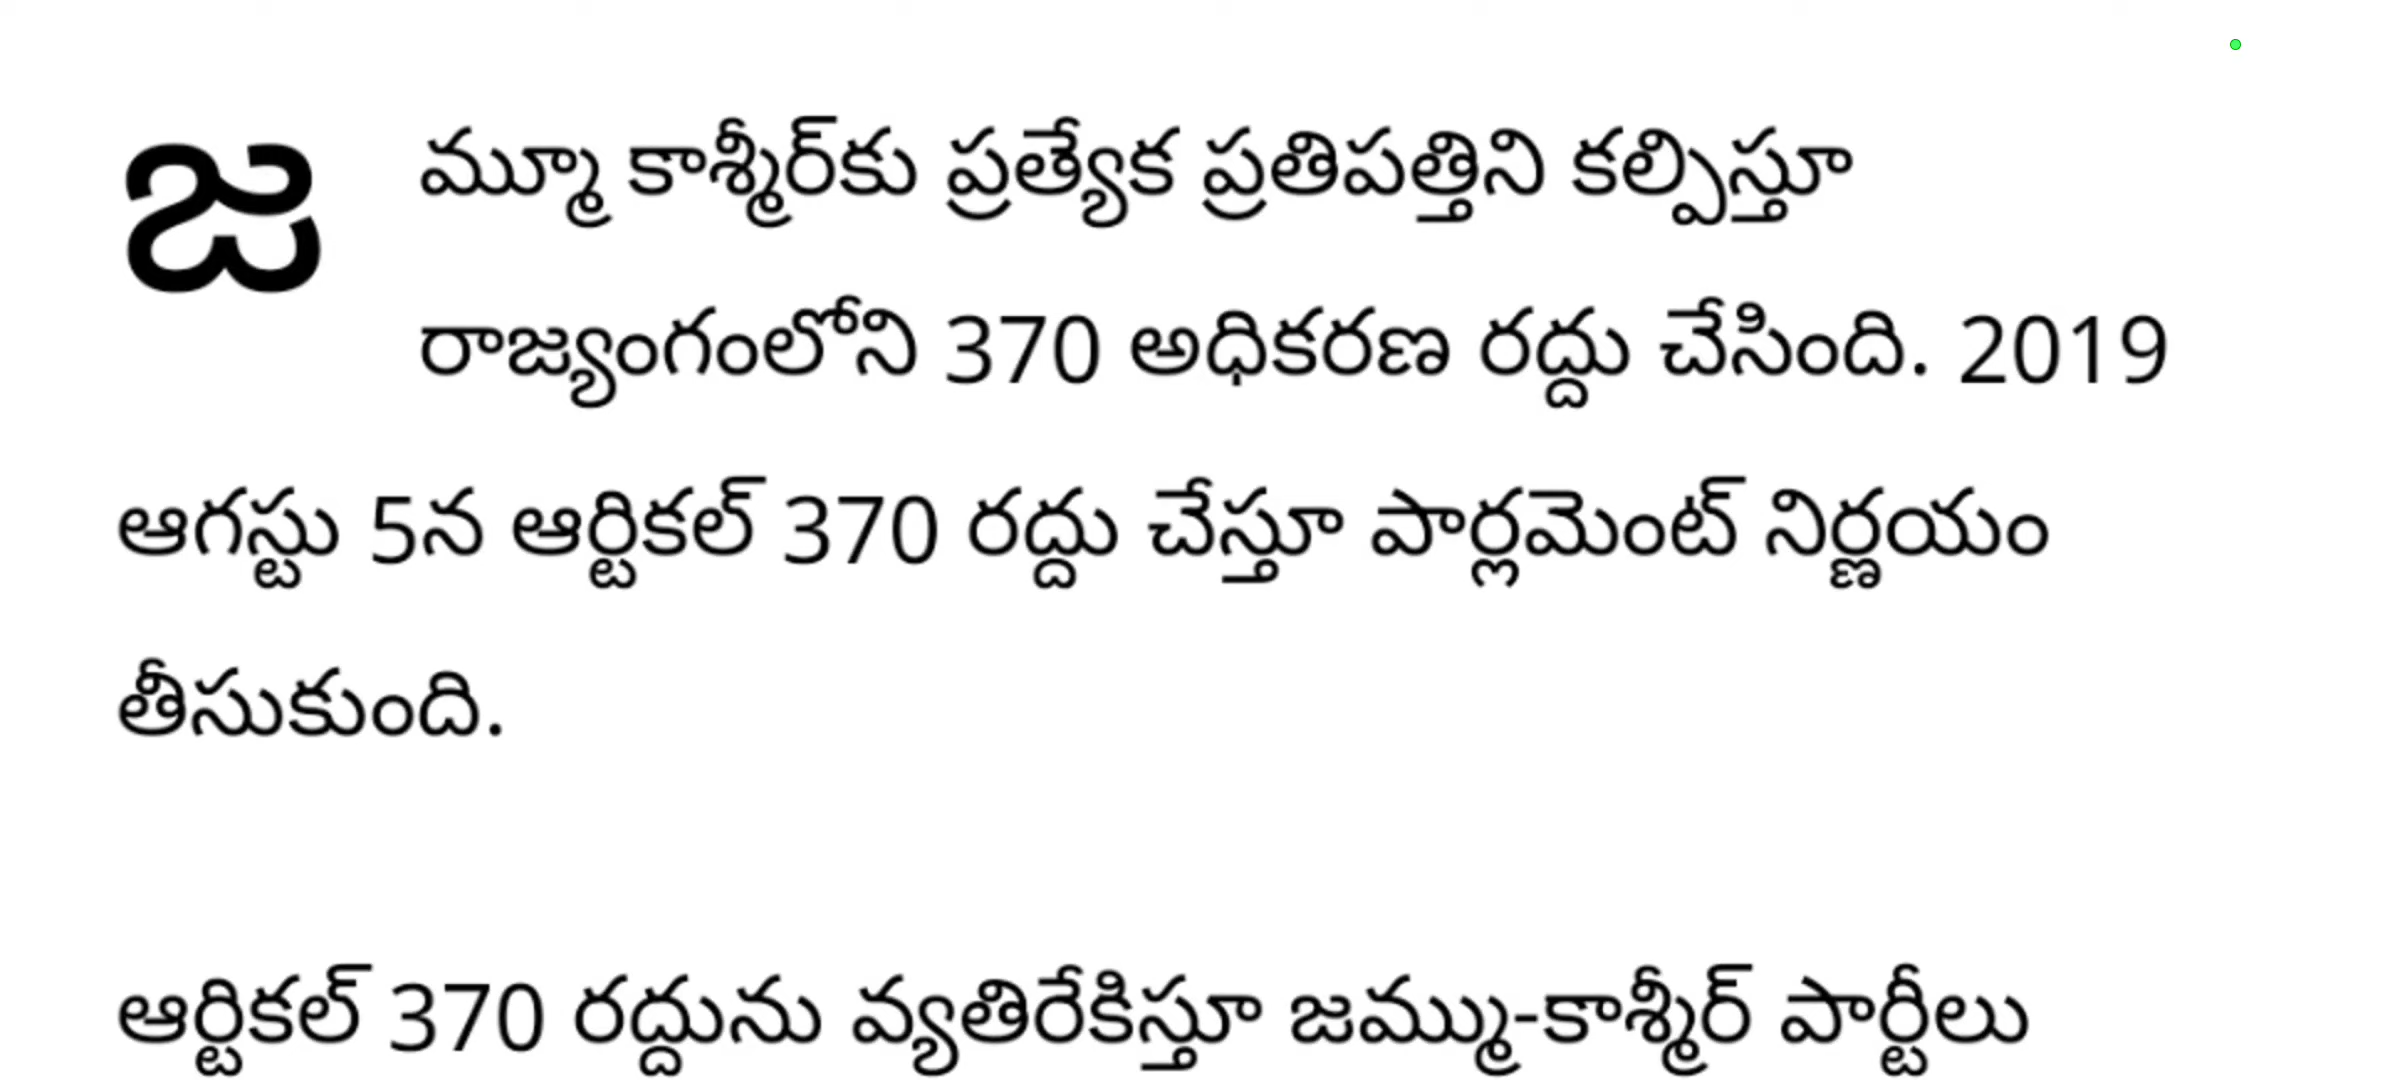 జమ్మూ కాశ్మీర్‌కు ప్రత్యేక ప్రతిపత్తిని కల్పిస్తూ
రాజ్యంగంలోని 370 అధికరణ రద్దు చేసింది. 2019
ఆగస్టు 5న ఆర్టికల్ 370 రద్దు చేస్తూ పార్లమెంట్ నిర్ణయం
తీసుకుంది.
ఆర్టికల్ 370 రద్దును వ్యతిరేకిస్తూ జమ్ము-కాశ్మీర్ పార్టీలు